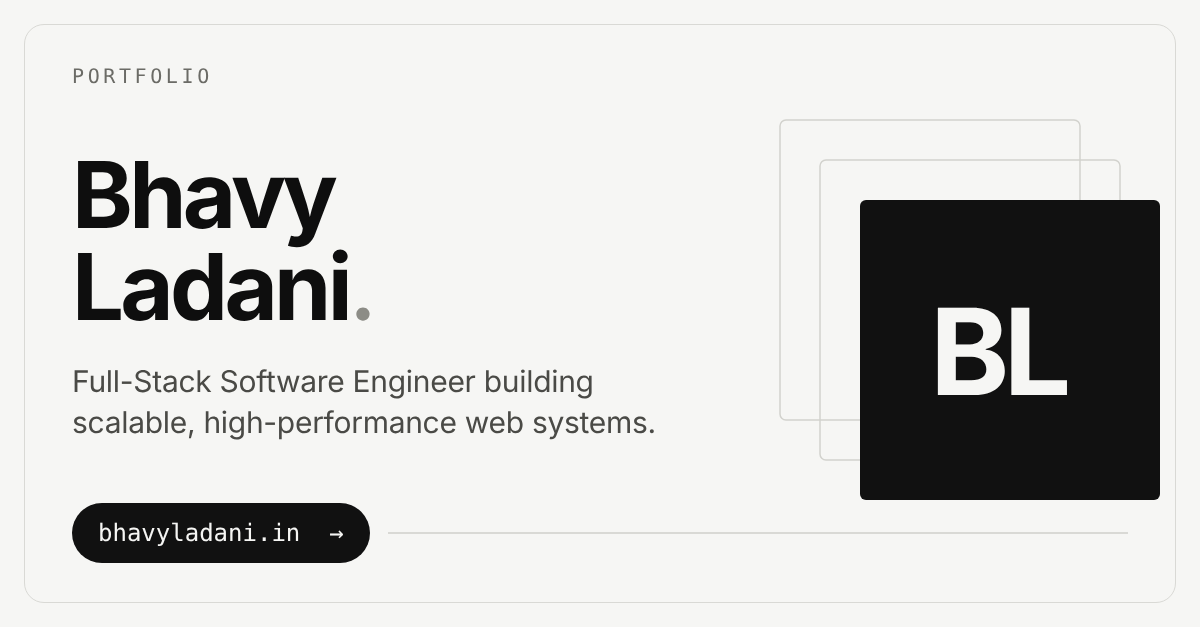 PORTFOLIO
Bhavy
Ladani.
Full-Stack Software Engineer building
scalable, high-performance web systems.
BL
bhavyladani.in →